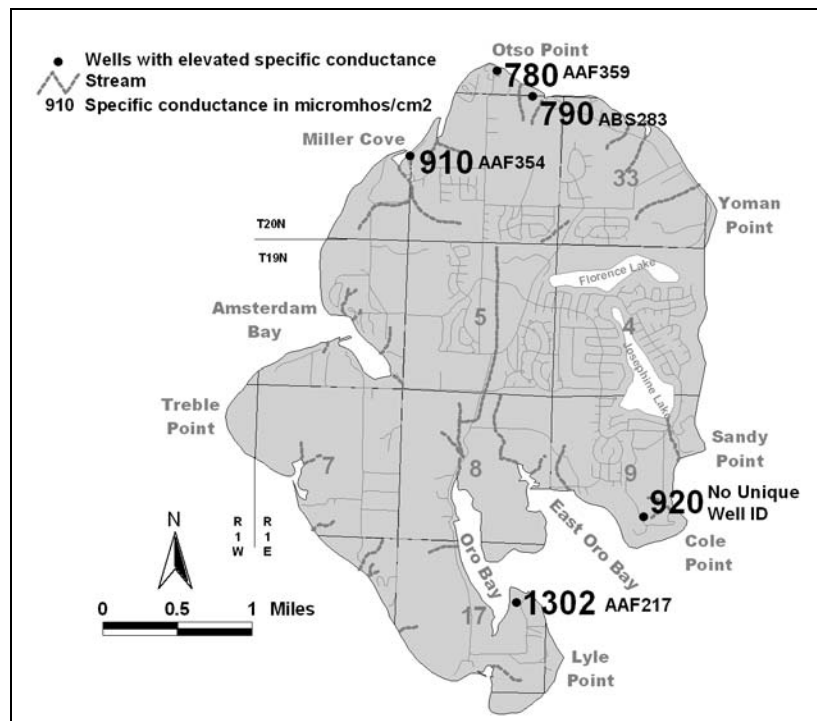 Wells with elevated specific conductance
Stream
910 Specific conductance in micromhos/cm2
Otso Point
780 AAF359
790 ABS283
Miller Cove
910 AAF354
33
Yoman
Point
T20N
T19N
Florence Lake
Amsterdam
Bay
5
4
Josephine Lake
Treble
Point
Sandy
Point
7
8
9
920 No Unique
Well ID
Cole
Point
N
R
1
W
R
1
E
Oro Bay
East Oro Bay
0 0.5 1 Miles
17
1302 AAF217
Lyle
Point